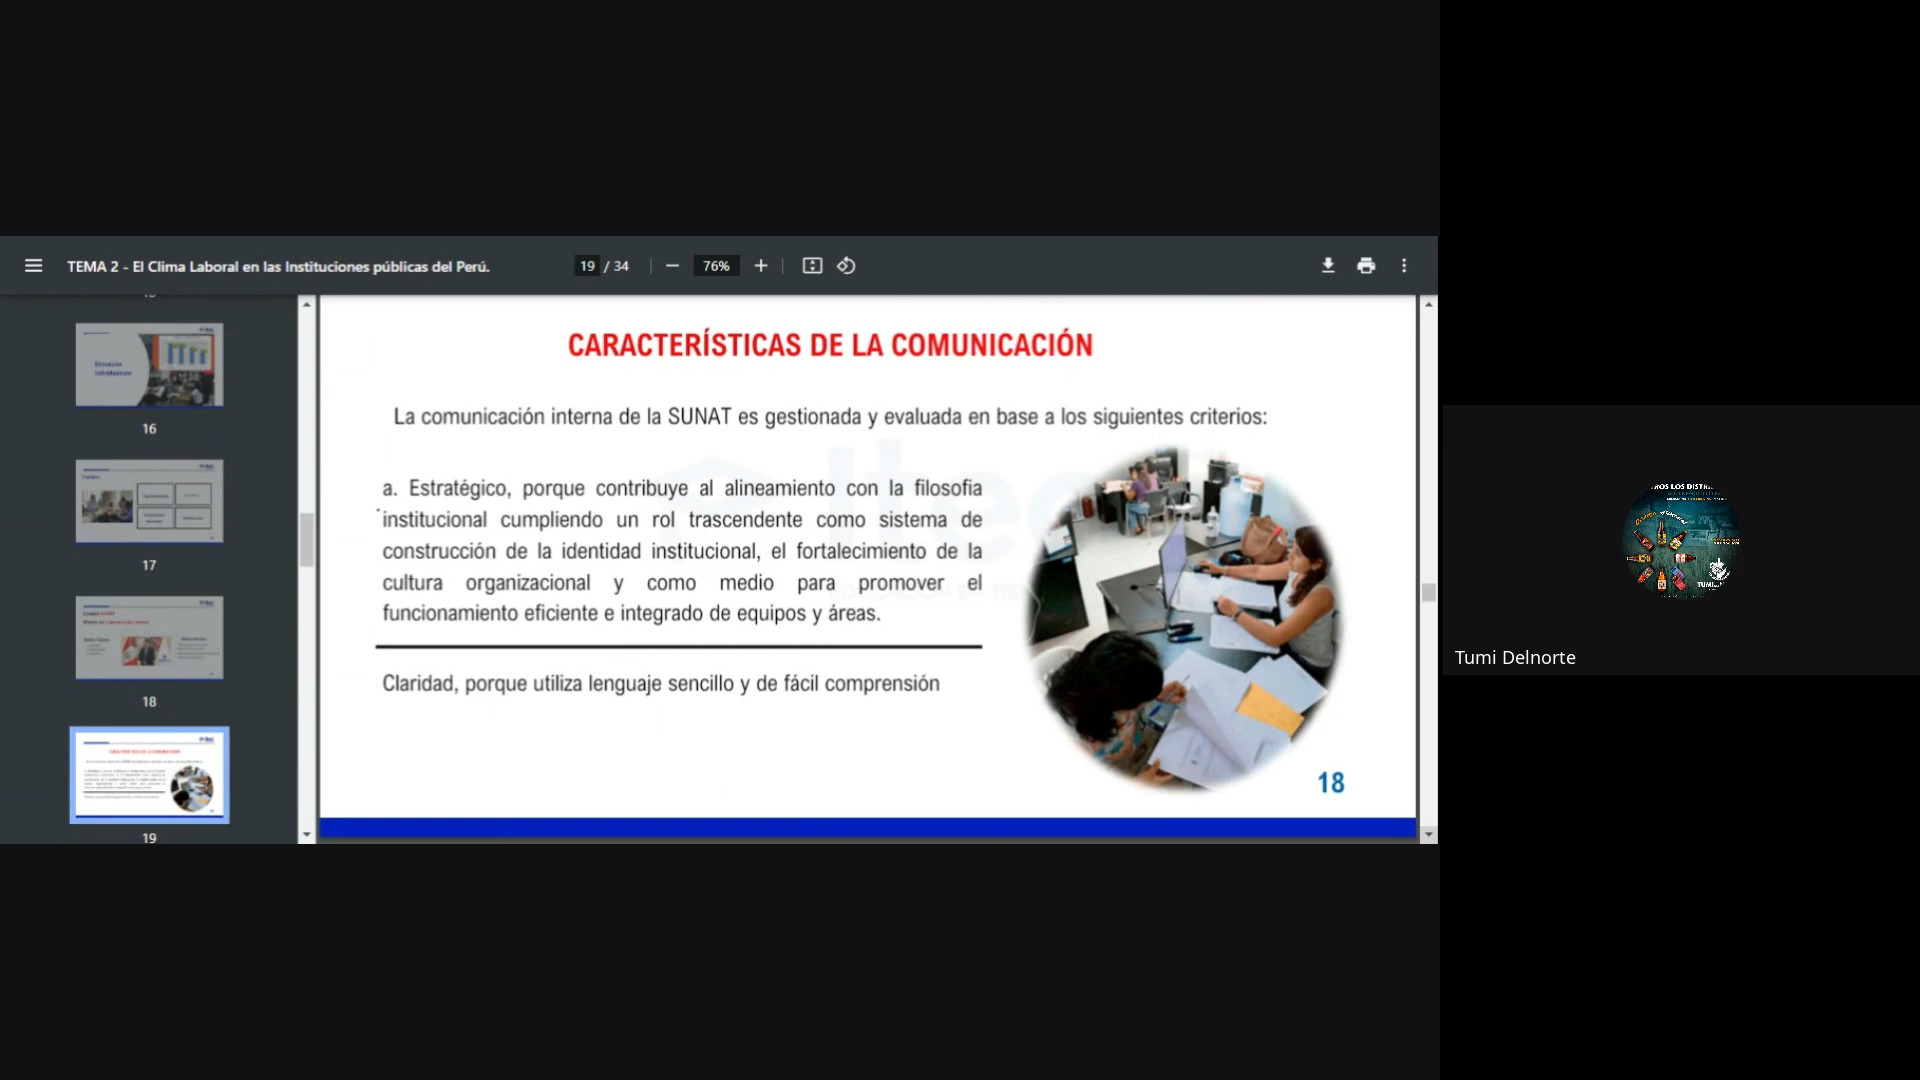 TEMA 2 - El Clima Laboral en las Instituciones públicas del Perú.
19 / 34
76%
16
17
18
19
CARACTERÍSTICAS DE LA COMUNICACIÓN
La comunicación interna de la SUNAT es gestionada y evaluada en base a los siguientes criterios:
a. Estratégico, porque contribuye al alineamiento con la filosofia
institucional cumpliendo un rol trascendente como sistema de
construcción de la identidad institucional, el fortalecimiento de la
cultura organizacional y como medio para promover el
funcionamiento eficiente e integrado de equipos y áreas.
Claridad, porque utiliza lenguaje sencillo y de fácil comprensión
18
Tumi Delnorte